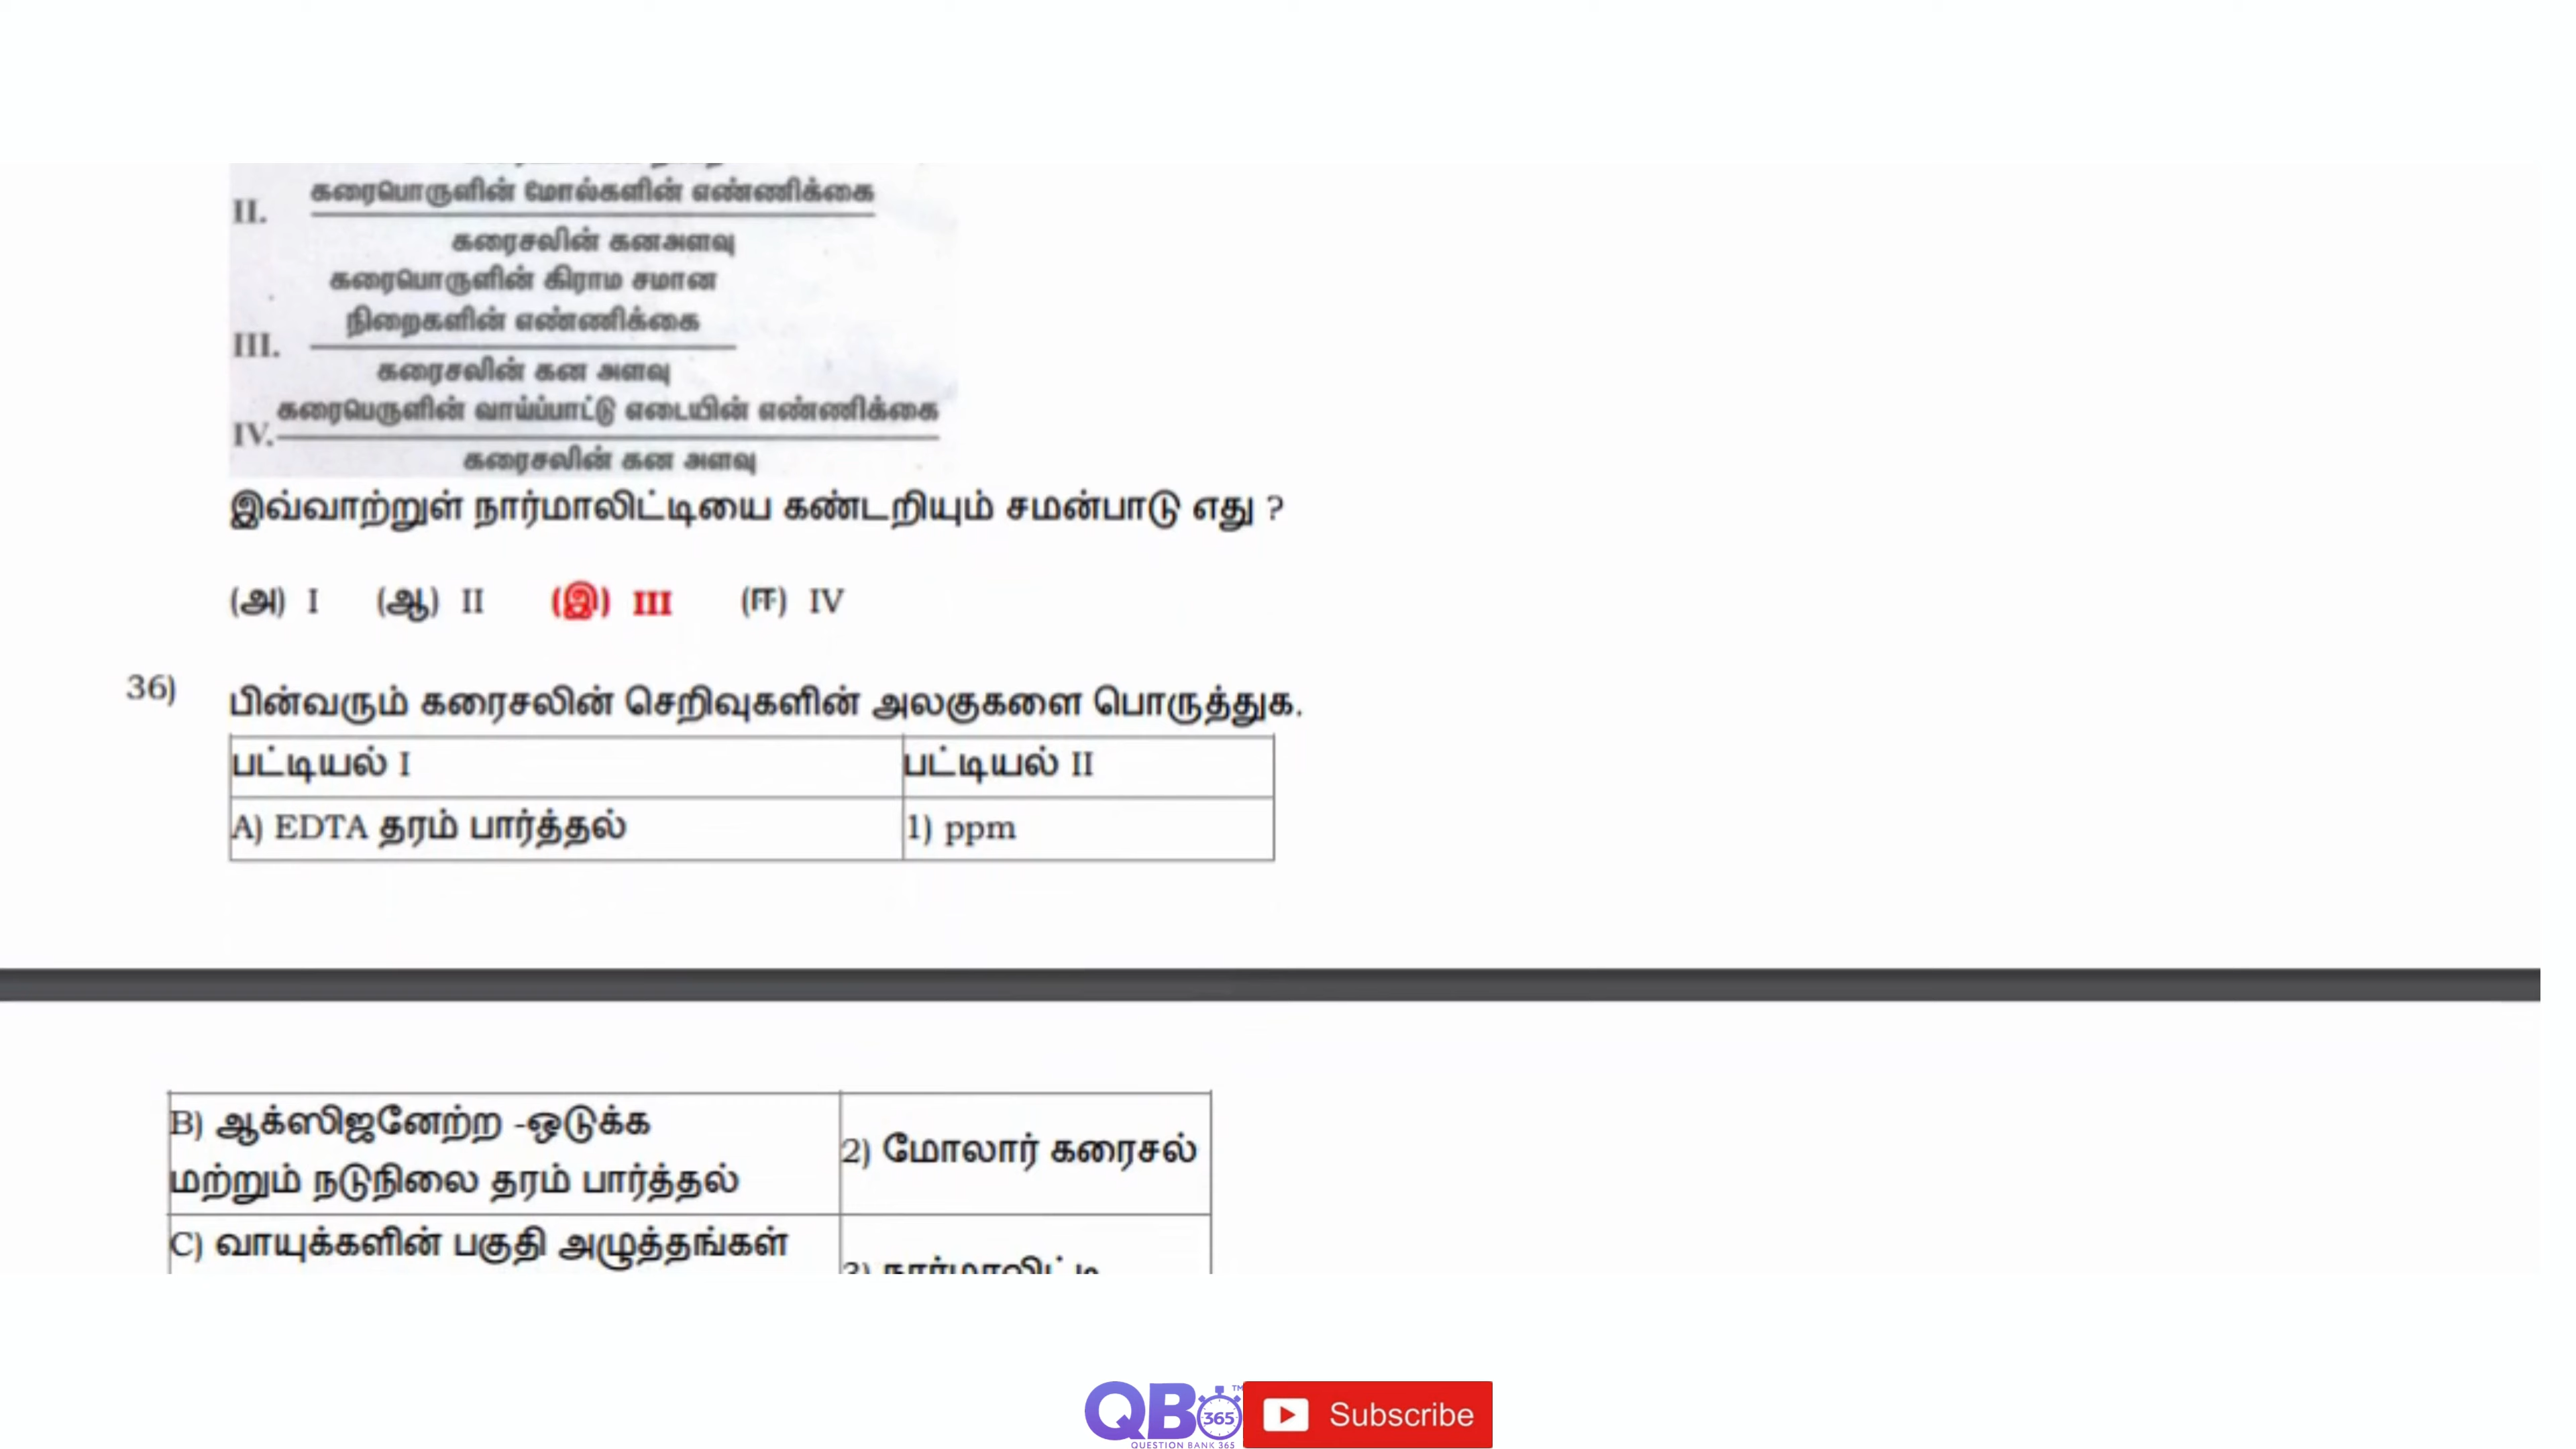 கரைபொருளின் மோல்களின் எண்ணிக்கை
II.
கரைசலின் கனஅளவு
கரைபொருளின் கிராம சமான
நிறைகளின் எண்ணிக்கை
III.
கரைசலின் கன அளவு
கரைபெருளின் வாய்ப்பாட்டு எடையின் எண்ணிக்கை
IV.
கரைசலின் கன அளவு
இவ்வாற்றுள் நார்மாலிட்டியை கண்டறியும் சமன்பாடு எது ?
(அ) I (ஆ) II (இ) III (ஈ) IV
36) பின்வரும் கரைசலின் செறிவுகளின் அலகுகளை பொருத்துக.
பட்டியல் I பட்டியல் II
A) EDTA தரம் பார்த்தல் 1) ppm
B) ஆக்ஸிஜனேற்ற -ஒடுக்க
மற்றும் நடுநிலை தரம் பார்த்தல்
2) மோலார் கரைசல்
C) வாயுக்களின் பகுதி அழுத்தங்கள்
3) நார்மாலிட்டி
QB 365 TM
QUESTION BANK 365
Subscribe